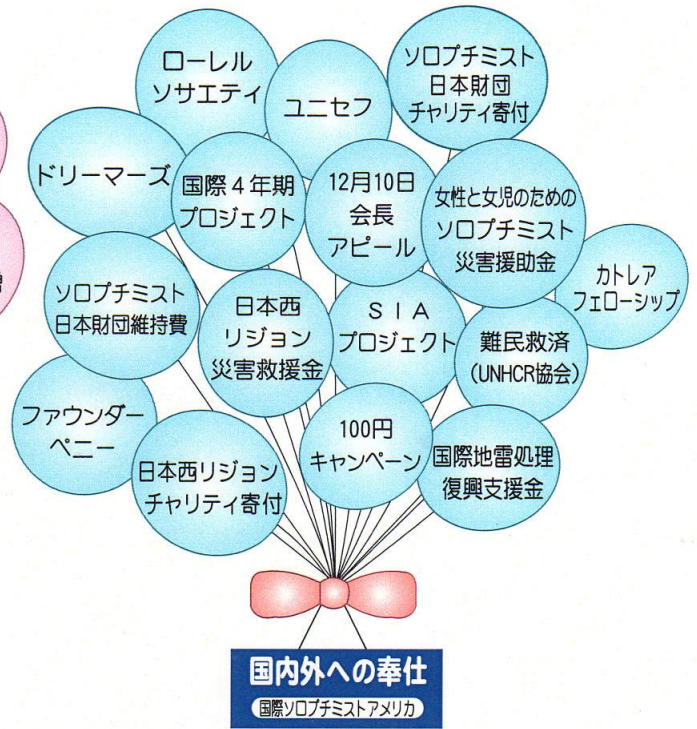 ローレル
ソサエティ
ユニセフ
ソロプチミスト
日本財団
チャリティ寄付
ドリーマーズ
国際4年期
プロジェクト
12月10日
会長
アピール
女性と女児のための
ソロプチミスト
災害援助金
カトレア
フェローシップ
ソロプチミスト
日本財団維持費
日本西
リジョン
災害救援金
SIA
プロジェクト
難民救済
(UNHCR協会)
ファウンダー
ペニー
日本西リジョン
チャリティ寄付
100円
キャンペーン
国際地雷処理
復興支援金
国内外への奉仕
国際ソロプチミストアメリカ